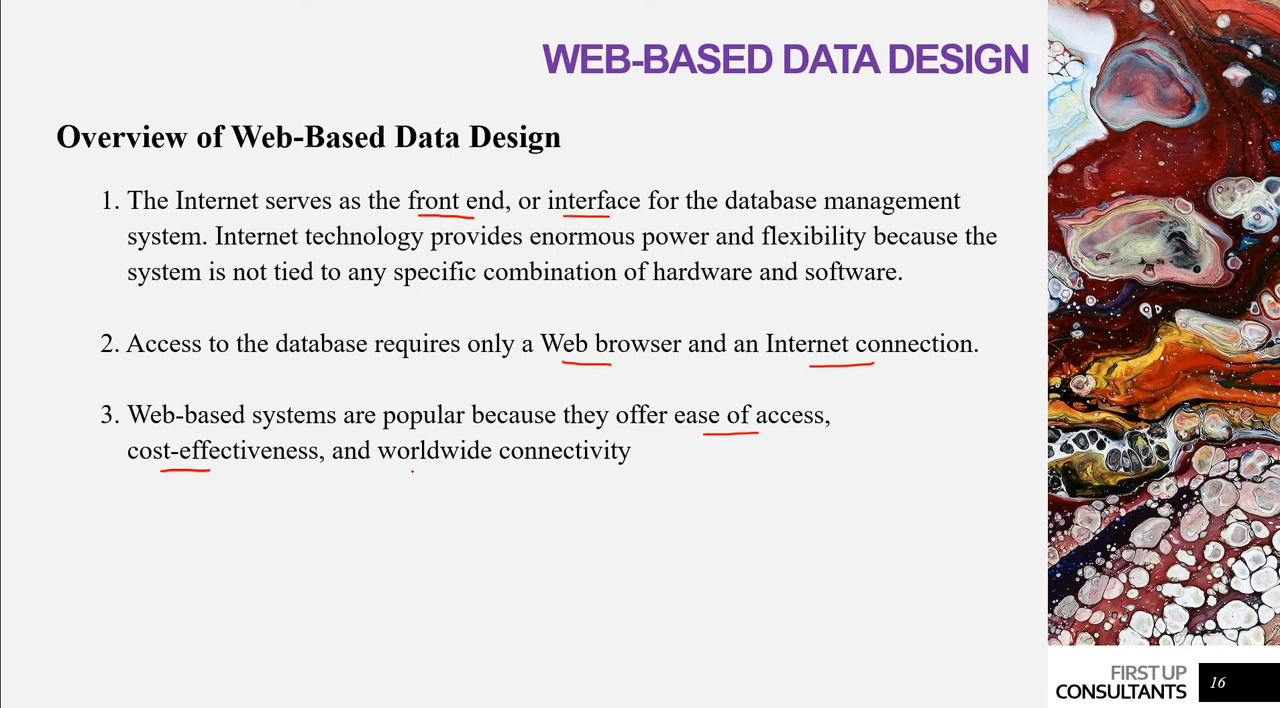 WEB-BASED DATA DESIGN
Overview of Web-Based Data Design
1. The Internet serves as the front end, or interface for the database management
system. Internet technology provides enormous power and flexibility because the
system is not tied to any specific combination of hardware and software.
2. Access to the database requires only a Web browser and an Internet connection.
3. Web-based systems are popular because they offer ease of access,
cost-effectiveness, and worldwide connectivity
FIRST UP
CONSULTANTS
16